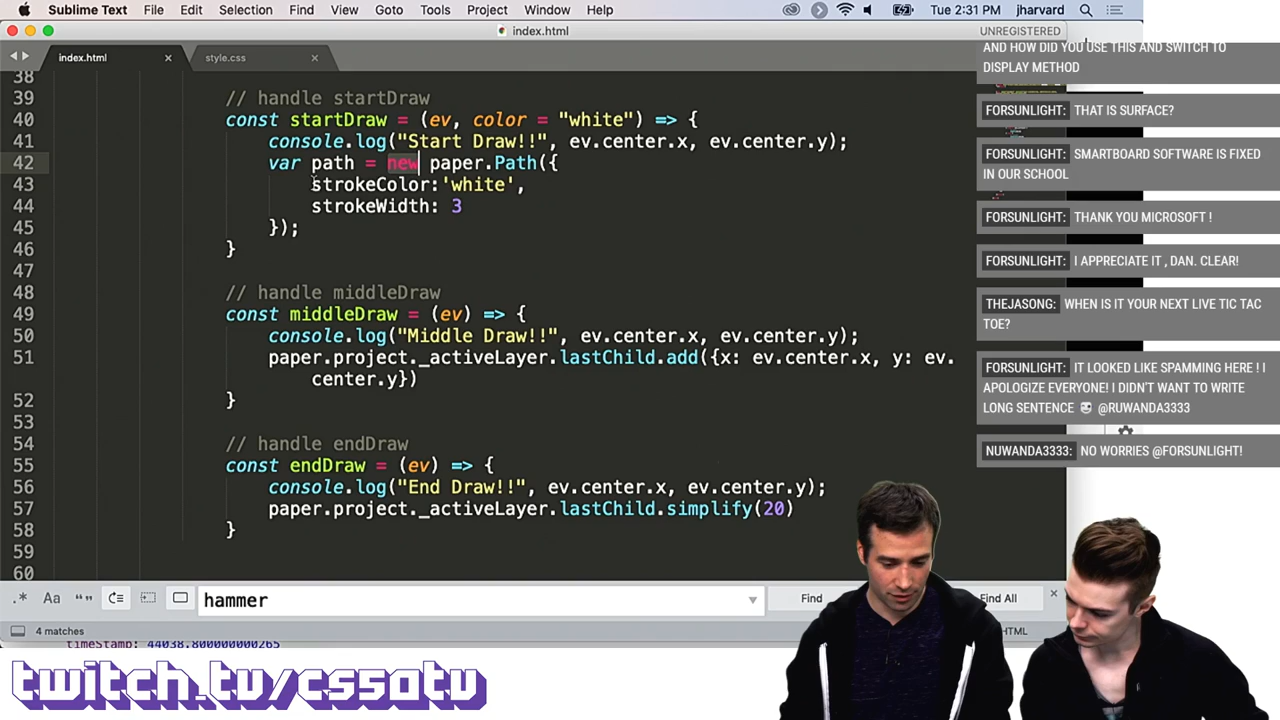 Sublime Text File Edit Selection Find View Goto Tools Project Window Help Tue 2:31 PM jharvard
index.html UNREGISTERED
index.html × style.css ×
38
39 // handle startDraw
40 const startDraw = (ev, color = "white") => {
41 console.log("Start Draw!!", ev.center.x, ev.center.y);
42 var path = new paper.Path({
43 strokeColor:'white',
44 strokeWidth: 3
45 });
46 }
47
48 // handle middleDraw
49 const middleDraw = (ev) => {
50 console.log("Middle Draw!!", ev.center.x, ev.center.y);
51 paper.project._activeLayer.lastChild.add({x: ev.center.x, y: ev.
center.y})
52 }
53
54 // handle endDraw
55 const endDraw = (ev) => {
56 console.log("End Draw!!", ev.center.x, ev.center.y);
57 paper.project._activeLayer.lastChild.simplify(20)
58 }
59
60
.* Aa “” hammer Find Find All ×
4 matches HTML
timeStamp: 44038.800000000265
AND HOW DID YOU USE THIS AND SWITCH TO
DISPLAY METHOD
FORSUNLIGHT: THAT IS SURFACE?
FORSUNLIGHT: SMARTBOARD SOFTWARE IS FIXED
IN OUR SCHOOL
FORSUNLIGHT: THANK YOU MICROSOFT !
FORSUNLIGHT: I APPRECIATE IT , DAN. CLEAR!
THEJASONG: WHEN IS IT YOUR NEXT LIVE TIC TAC
TOE?
FORSUNLIGHT: IT LOOKED LIKE SPAMMING HERE ! I
APOLOGIZE EVERYONE! I DIDN'T WANT TO WRITE
LONG SENTENCE @RUWANDA3333
NUWANDA3333: NO WORRIES @FORSUNLIGHT!
twitch.tv/cs50tv